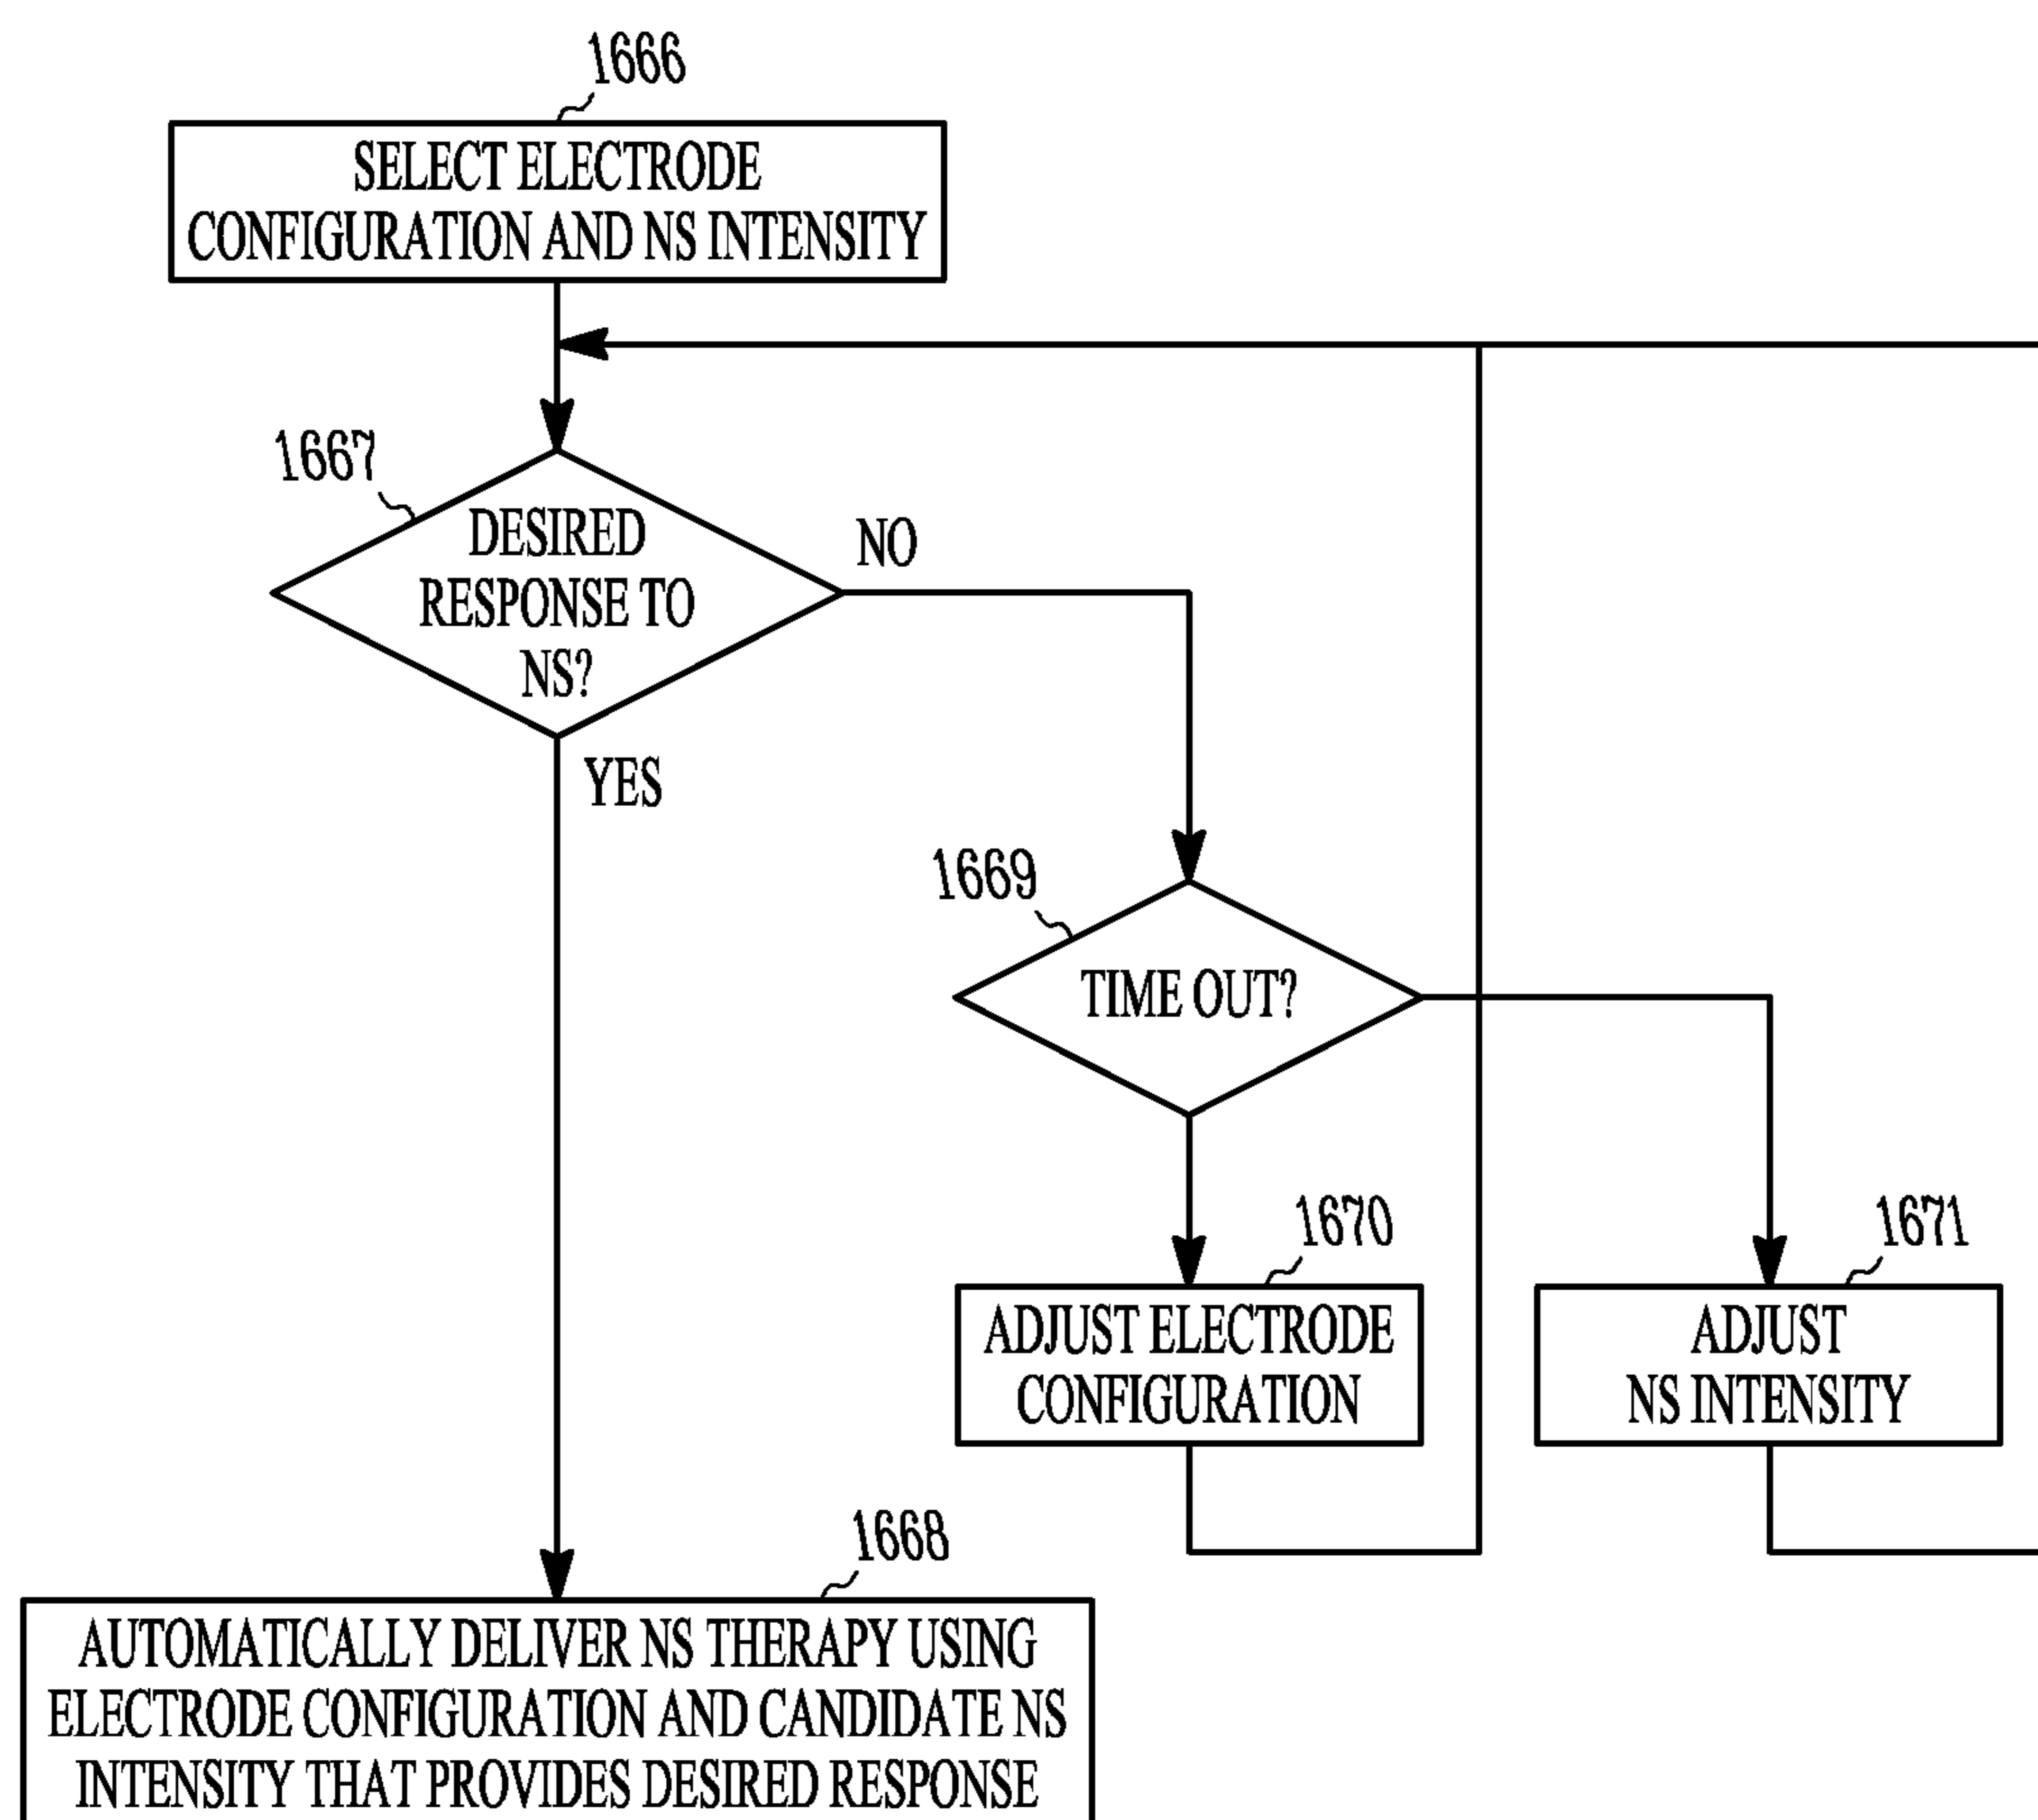 1666
SELECT ELECTRODE
CONFIGURATION AND NS INTENSITY
1667
DESIRED
RESPONSE TO
NS?
NO
YES
1669
TIME OUT?
1670
ADJUST ELECTRODE
CONFIGURATION
1671
ADJUST
NS INTENSITY
1668
AUTOMATICALLY DELIVER NS THERAPY USING
ELECTRODE CONFIGURATION AND CANDIDATE NS
INTENSITY THAT PROVIDES DESIRED RESPONSE